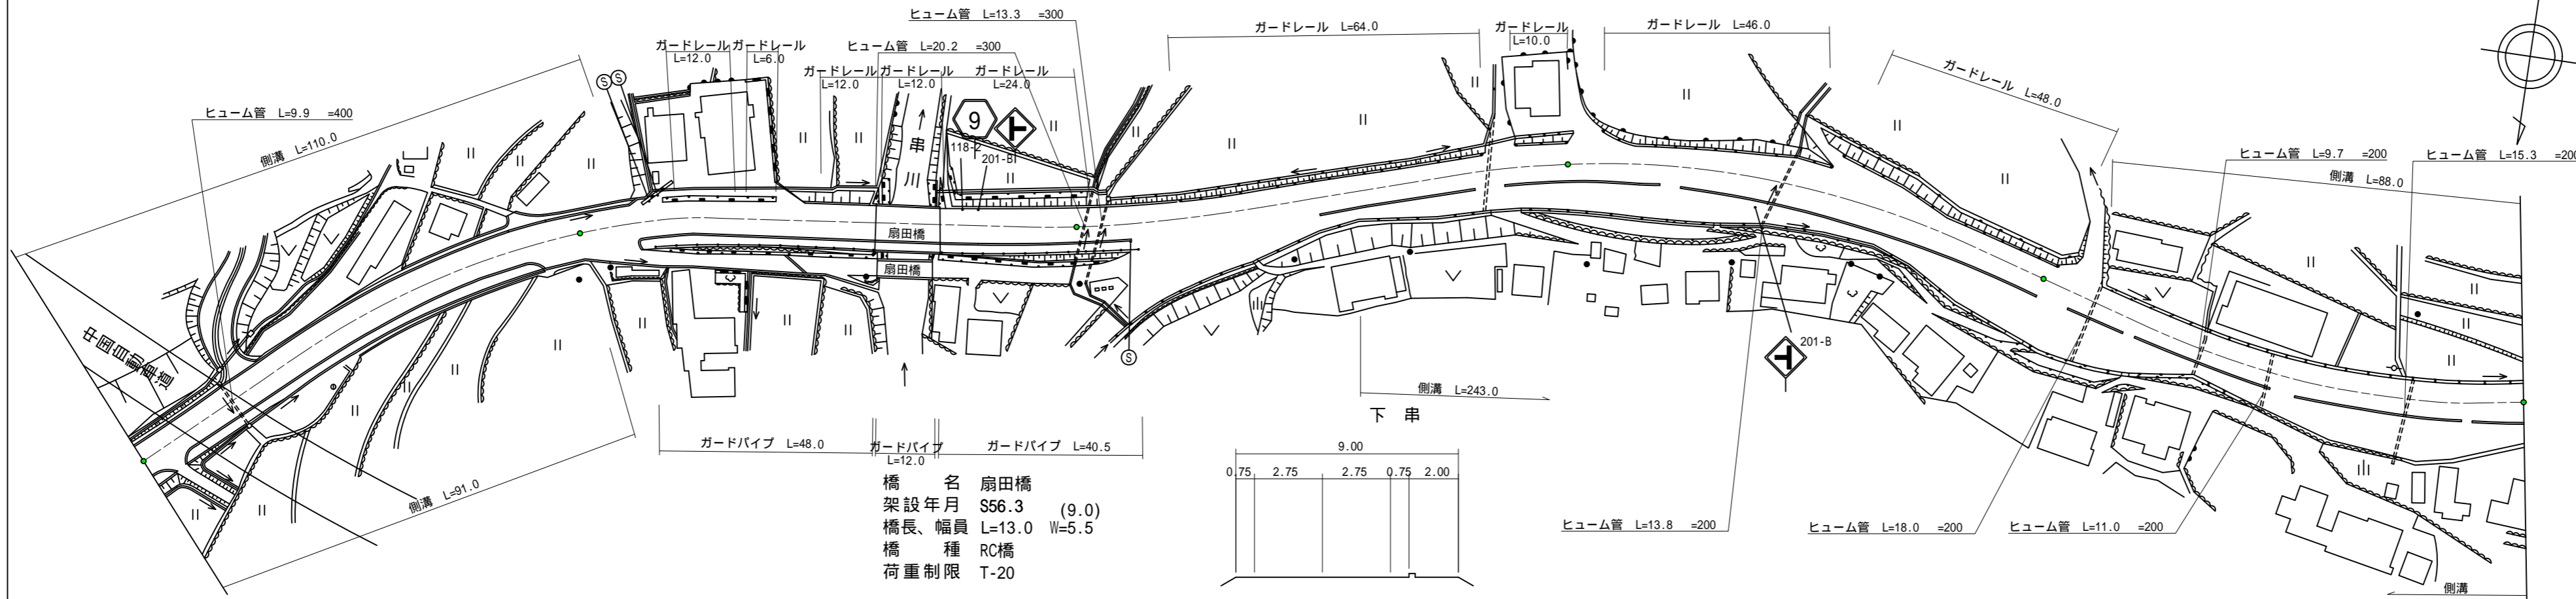 ヒューム管 L=13.3 =300
ガードレール L=64.0
ガードレール
L=10.0
ガードレール L=46.0
ガードレール
L=12.0
ガードレール
L=6.0
ヒューム管 L=20.2 =300
ガードレール
L=12.0
ガードレール
L=12.0
ガードレール
L=24.0
ガードレール L=48.0
ヒューム管 L=9.9 =400
側溝 L=110.0
S
S
9
118-2
201-B
串
川
ヒューム管 L=9.7 =200
ヒューム管 L=15.3 =200
側溝 L=88.0
扇田橋
扇田橋
中国自動車道
S
201-B
側溝 L=243.0
下 串
側溝 L=91.0
ガードパイプ L=48.0
ガードパイプ
L=12.0
ガードパイプ L=40.5
橋 名 扇田橋
架設年月 S56.3 (9.0)
橋長、幅員 L=13.0 W=5.5
橋 種 RC橋
荷重制限 T-20
9.00
0.75 2.75 2.75 0.75 2.00
ヒューム管 L=13.8 =200
ヒューム管 L=18.0 =200
ヒューム管 L=11.0 =200
側溝